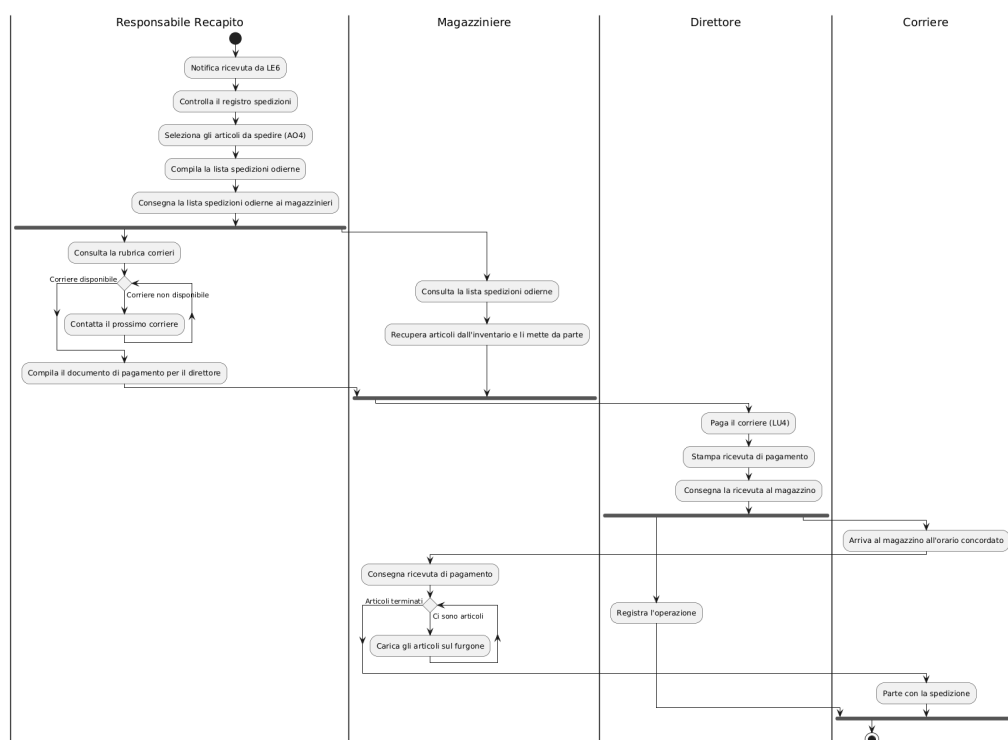 Responsabile Recapito
Magazziniere
Direttore
Corriere
Notifica ricevuta da LE6
Controlla il registro spedizioni
Seleziona gli articoli da spedire (AO4)
Compila la lista spedizioni odierne
Consegna la lista spedizioni odierne ai magazzinieri
Consulta la rubrica corrieri
Corriere disponibile
Corriere non disponibile
Contatta il prossimo corriere
Compila il documento di pagamento per il direttore
Consulta la lista spedizioni odierne
Recupera articoli dall'inventario e li mette da parte
Paga il corriere (LU4)
Stampa ricevuta di pagamento
Consegna la ricevuta al magazzino
Arriva al magazzino all'orario concordato
Consegna ricevuta di pagamento
Articoli terminati
Ci sono articoli
Carica gli articoli sul furgone
Registra l'operazione
Parte con la spedizione